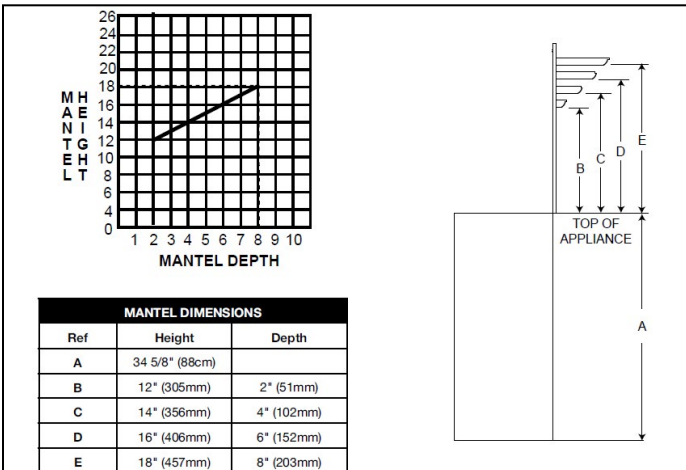 26
24
22
20
18
16
14
12
10
8
6
4
0
MANTEL HEIGHT
1 2 3 4 5 6 7 8 9 10
MANTEL DEPTH
B
C
D
E
TOP OF
APPLIANCE
A
MANTEL DIMENSIONS
Ref Height Depth
A 34 5/8" (88cm)
B 12" (305mm) 2" (51mm)
C 14" (356mm) 4" (102mm)
D 16" (406mm) 6" (152mm)
E 18" (457mm) 8" (203mm)